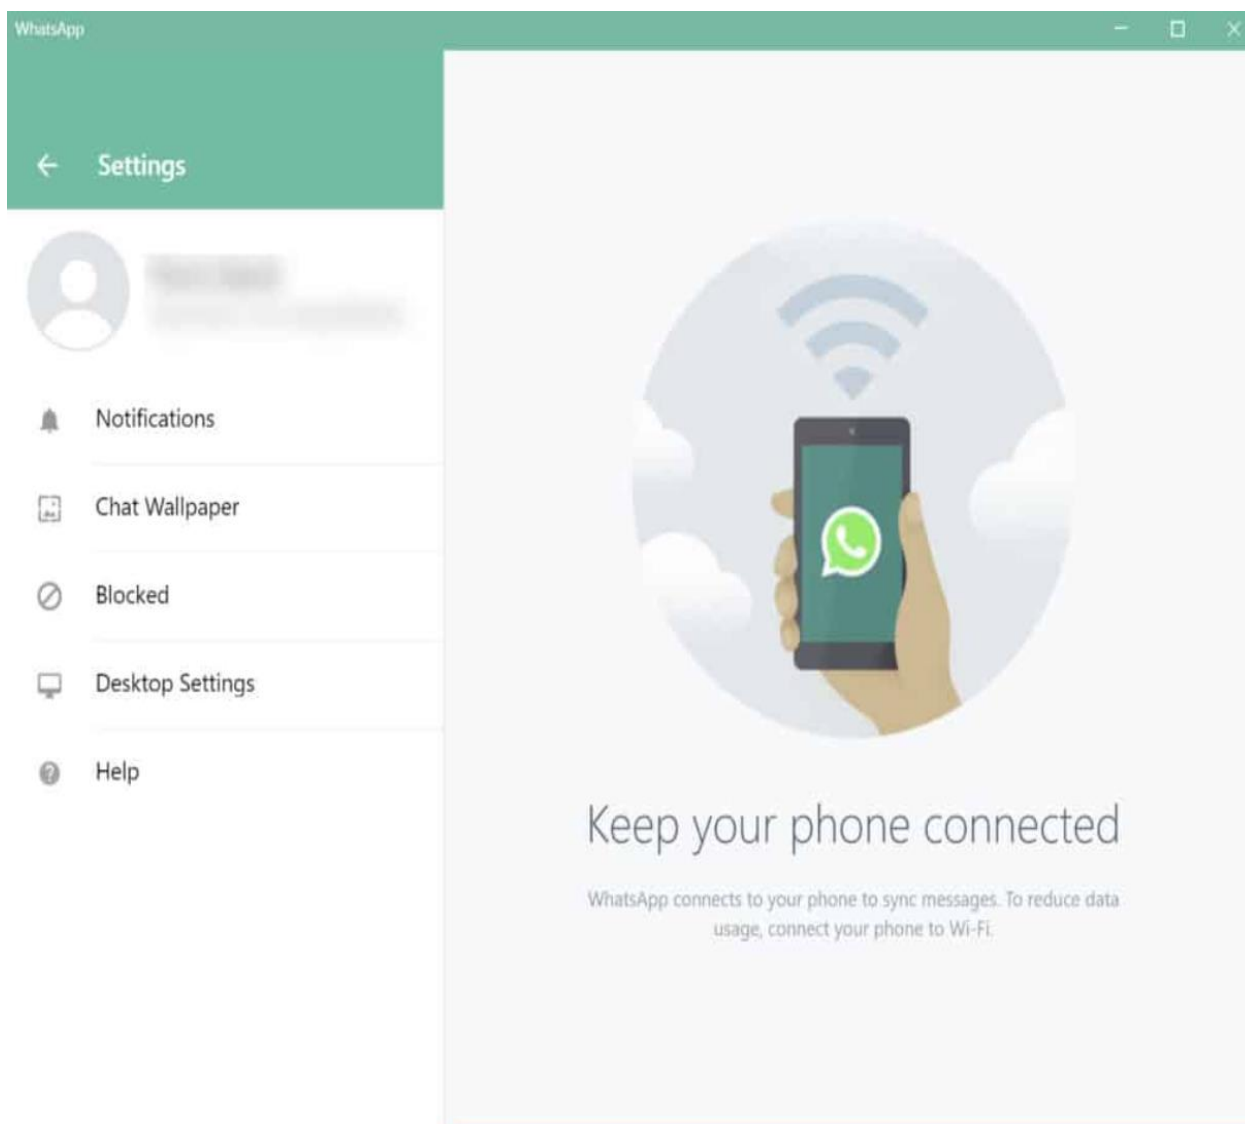 WhatsApp
Settings
Notifications
Chat Wallpaper
Blocked
Desktop Settings
Help
Keep your phone connected
WhatsApp connects to your phone to sync messages. To reduce data
usage, connect your phone to Wi-Fi.